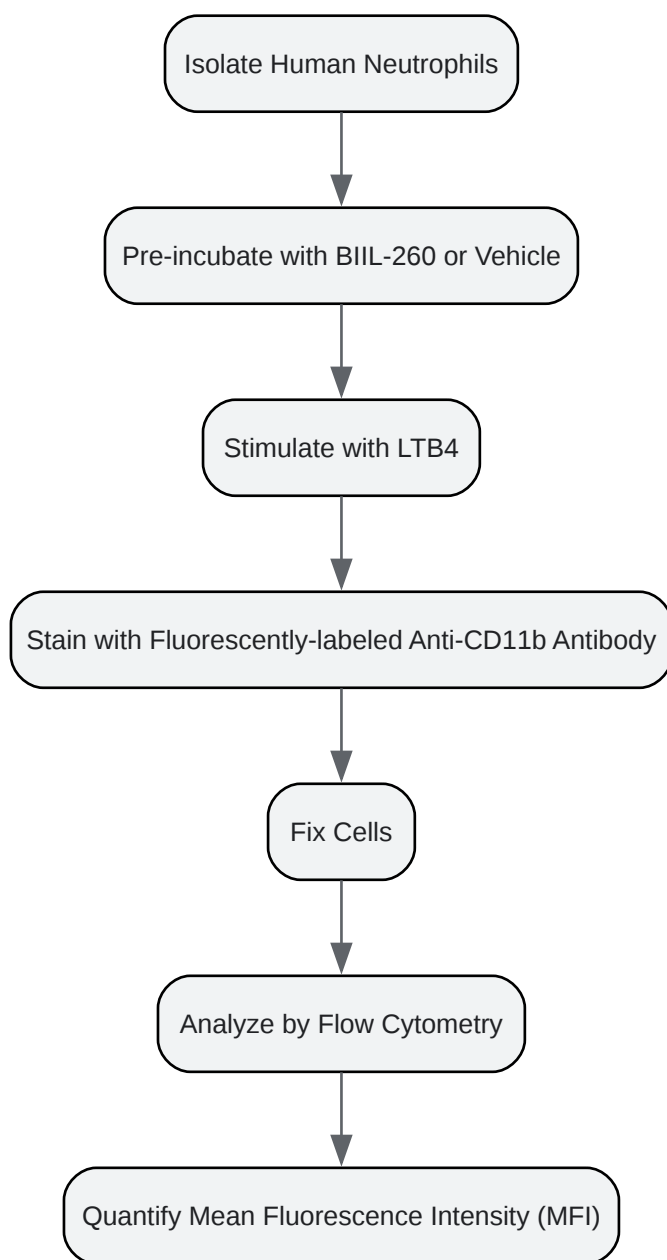 Isolate Human Neutrophils
Pre-incubate with BIIL-260 or Vehicle
Stimulate with LTB4
Stain with Fluorescently-labeled Anti-CD11b Antibody
Fix Cells
Analyze by Flow Cytometry
Quantify Mean Fluorescence Intensity (MFI)